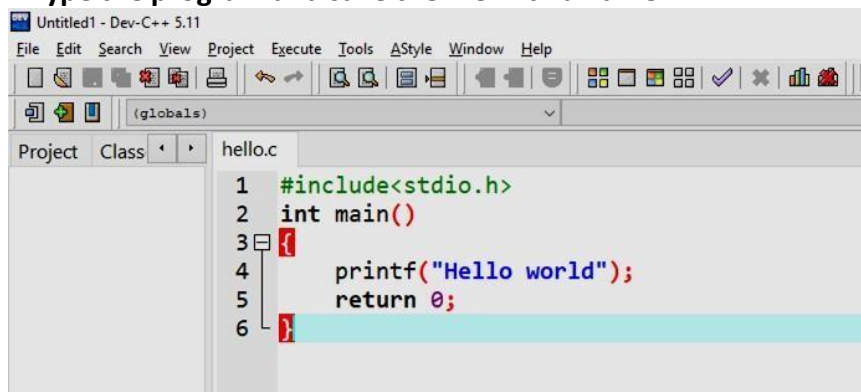 Untitled1 - Dev-C++ 5.11
File Edit Search View Project Execute Tools AStyle Window Help
(globals)
Project Class hello.c
1 #include<stdio.h>
2 int main()
3 {
4 printf("Hello world");
5 return 0;
6 }